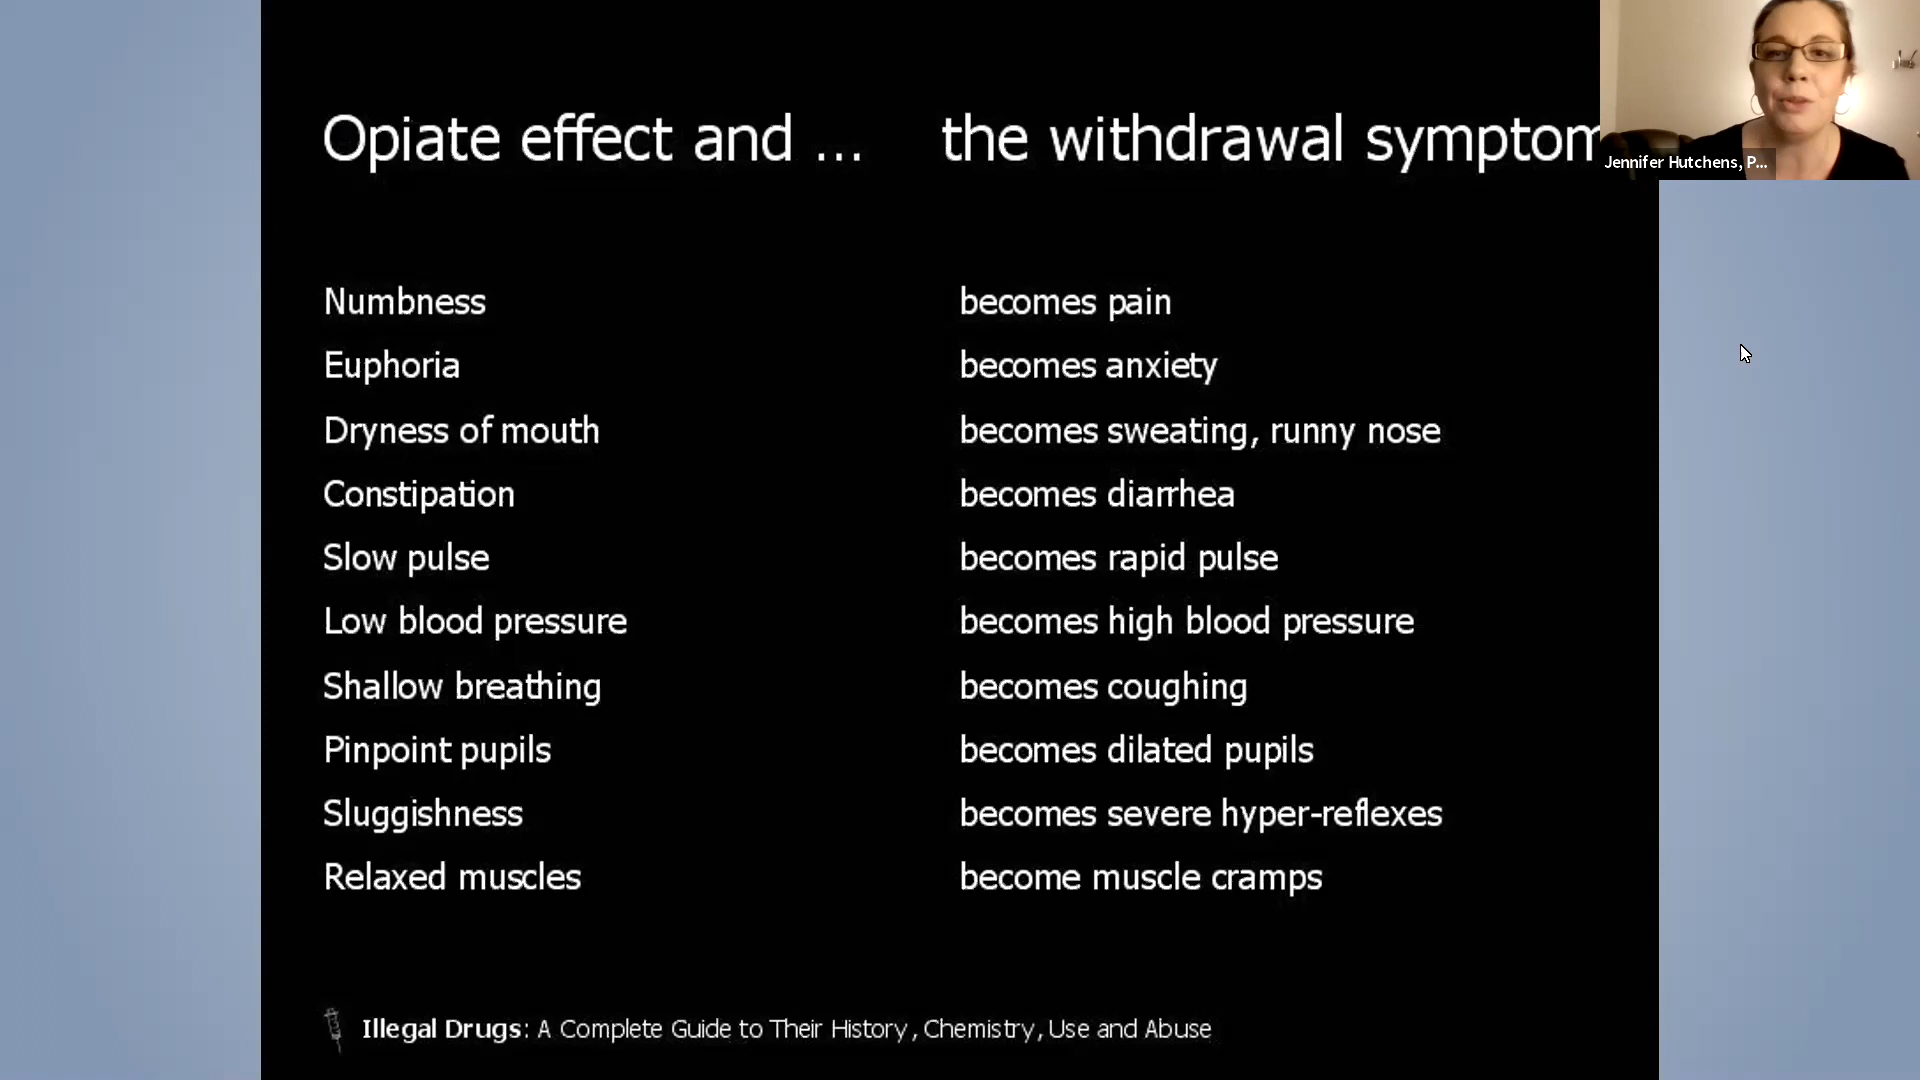 Opiate effect and ... the withdrawal symptom
Jennifer Hutchens, P...
Numbness becomes pain
Euphoria becomes anxiety
Dryness of mouth becomes sweating, runny nose
Constipation becomes diarrhea
Slow pulse becomes rapid pulse
Low blood pressure becomes high blood pressure
Shallow breathing becomes coughing
Pinpoint pupils becomes dilated pupils
Sluggishness becomes severe hyper-reflexes
Relaxed muscles become muscle cramps
Illegal Drugs: A Complete Guide to Their History, Chemistry, Use and Abuse